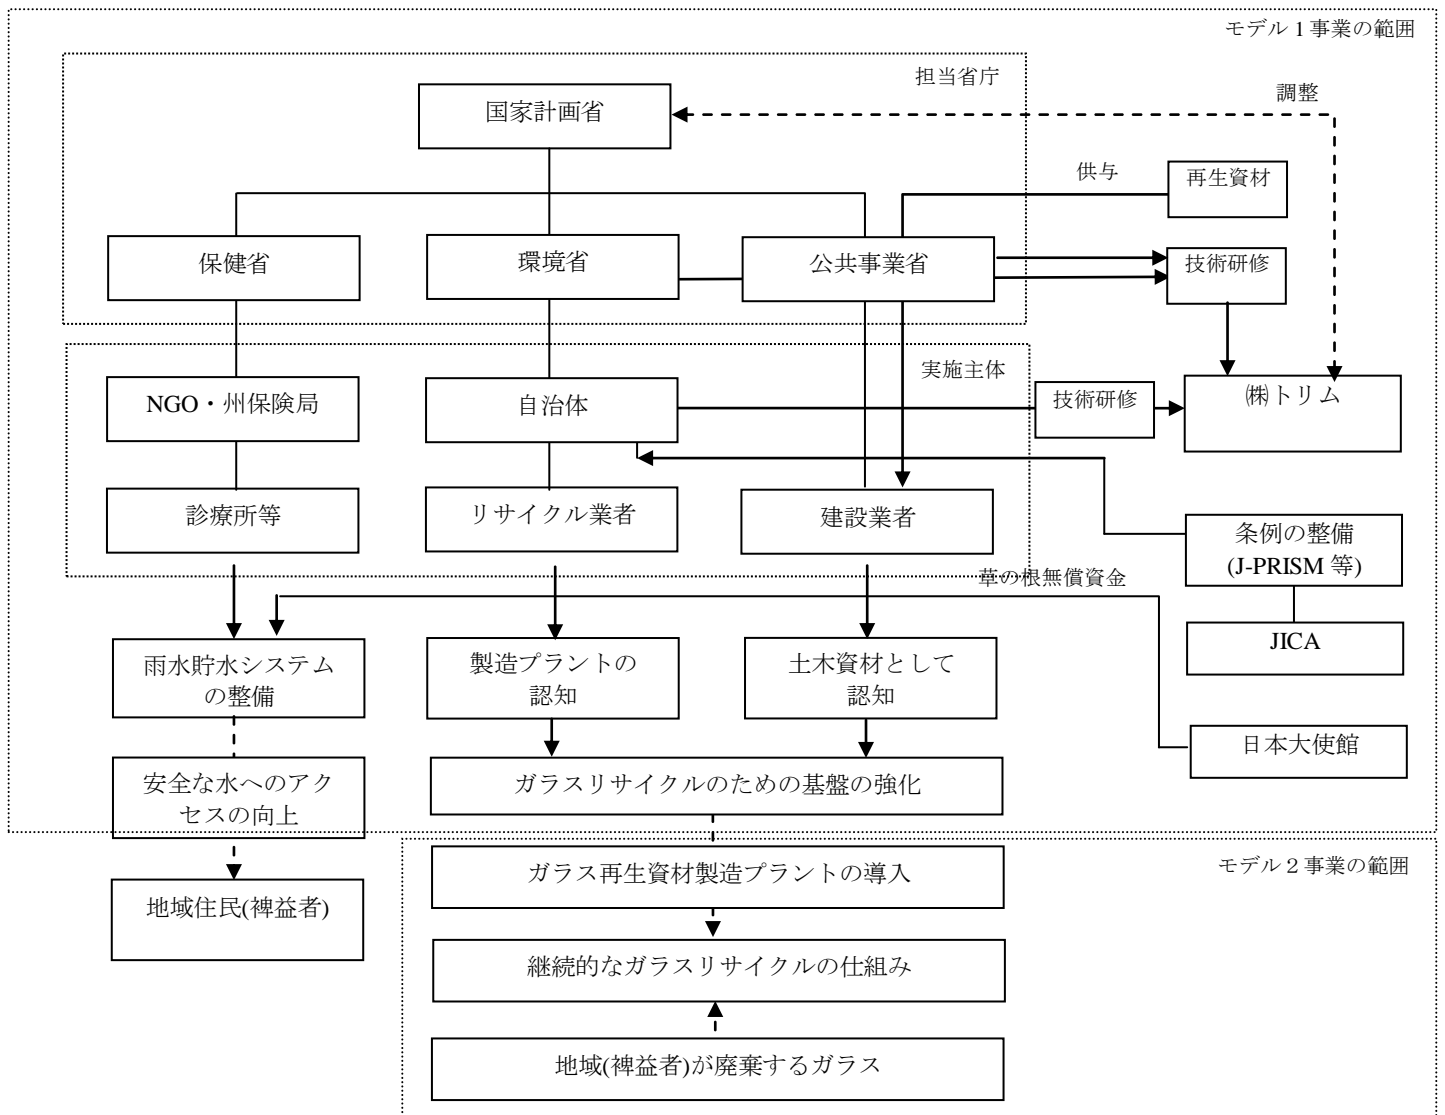 モデル 1 事業の範囲
担当省庁
調整
国家計画省
供与
再生資材
保健省
環境省
公共事業省
技術研修
実施主体
NGO・州保険局
自治体
技術研修
㈱トリム
診療所等
リサイクル業者
建設業者
条例の整備
(J-PRISM 等)
草の根無償資金
JICA
雨水貯水システム
の整備
製造プラントの
認知
土木資材として
認知
日本大使館
安全な水へのアク
セスの向上
ガラスリサイクルのための基盤の強化
モデル 2 事業の範囲
ガラス再生資材製造プラントの導入
地域住民(裨益者)
継続的なガラスリサイクルの仕組み
地域(裨益者)が廃棄するガラス